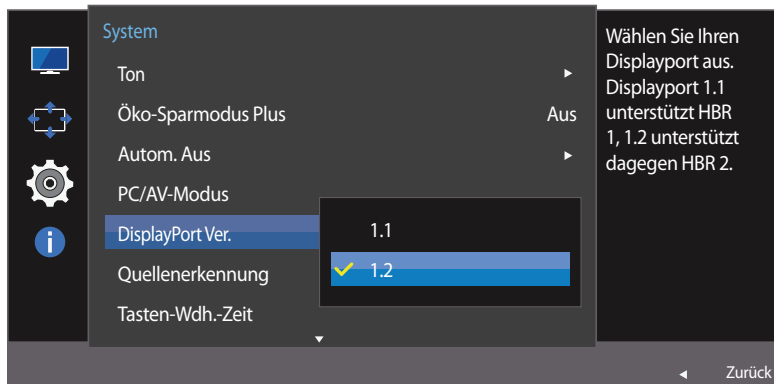 System
Ton
Öko-Sparmodus Plus Aus
Autom. Aus
PC/AV-Modus
DisplayPort Ver.
Quellenerkennung
Tasten-Wdh.-Zeit
1.1
1.2
Wählen Sie Ihren
Displayport aus.
Displayport 1.1
unterstützt HBR
1, 1.2 unterstützt
dagegen HBR 2.
Zurück